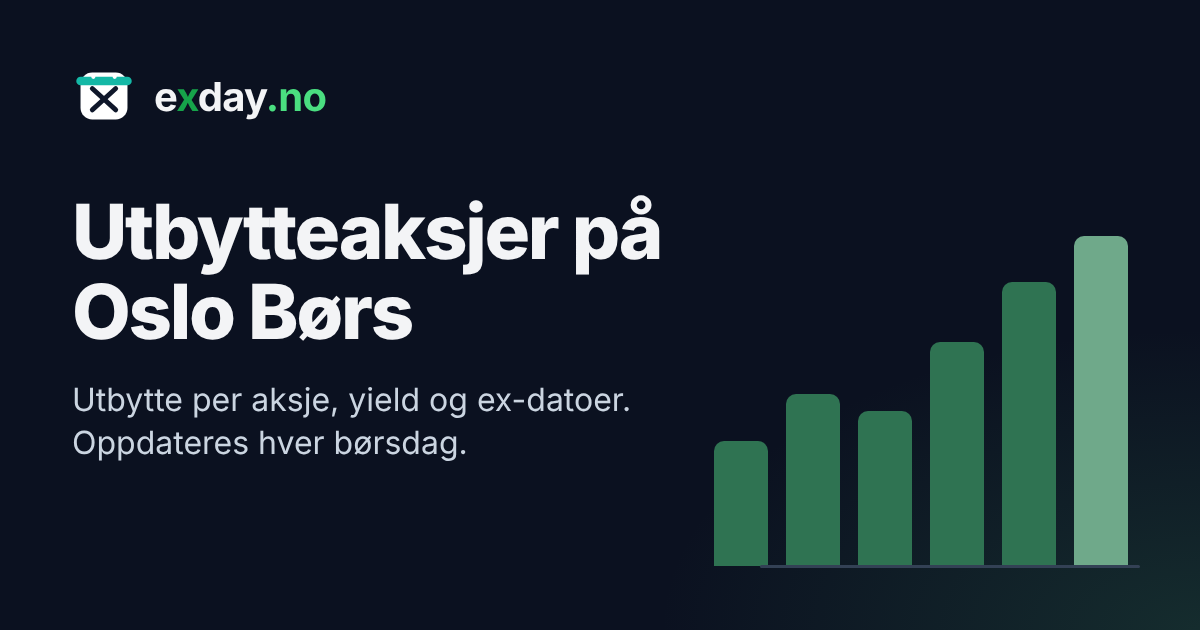 exday.no
Utbytteaksjer på
Oslo Børs
Utbytte per aksje, yield og ex-datoer.
Oppdateres hver børsdag.